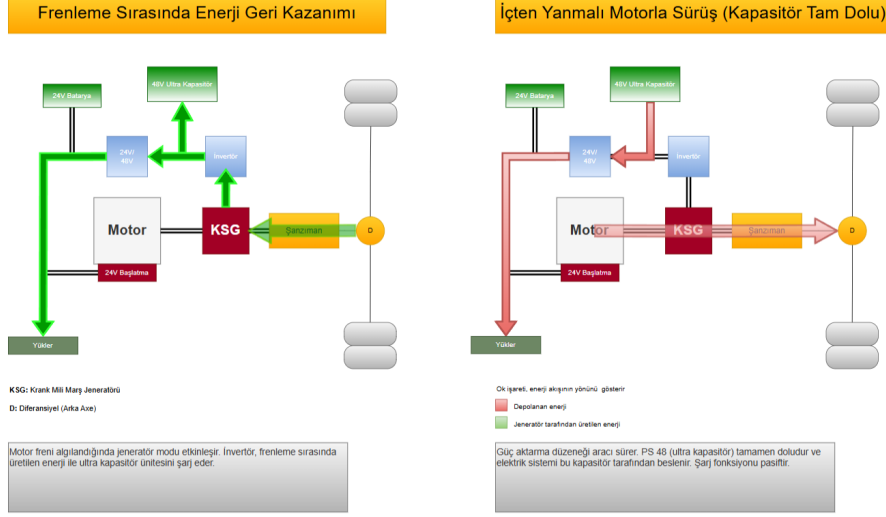 Frenleme Sırasında Enerji Geri Kazanımı
48V Ultra Kapasitör
24V Batarya
24V/
48V
İnvertör
Motor
KSG
Şanzıman
D
24V Başlatma
Yükler
KSG: Krank Mili Marş Jeneratörü
D: Diferansiyel (Arka Axe)
Motor freni algılandığında jeneratör modu etkinleşir. İnvertör, frenleme sırasında
üretilen enerji ile ultra kapasitör ünitesini şarj eder.
İçten Yanmalı Motorla Sürüş (Kapasitör Tam Dolu)
48V Ultra Kapasitör
24V Batarya
24V/
48V
İnvertör
Motor
KSG
Şanzıman
D
24V Başlatma
Yükler
Ok işareti, enerji akışının yönünü gösterir
Depolanan enerji
Jeneratör tarafından üretilen enerji
Güç aktarma düzeneği aracı sürer. PS 48 (ultra kapasitör) tamamen doludur ve
elektrik sistemi bu kapasitör tarafından beslenir. Şarj fonksiyonu pasiftir.